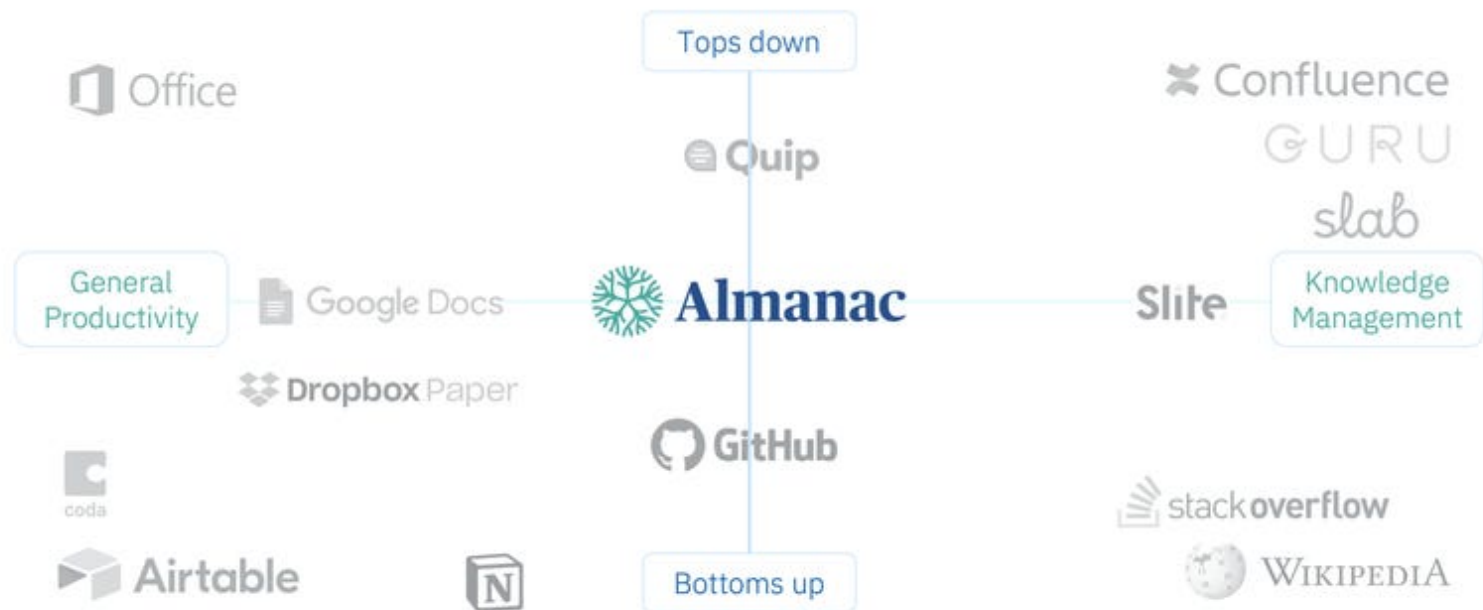 Tops down
Office
Confluence
Quip
GURU
slab
General
Productivity
Google Docs
Almanac
Slite
Knowledge
Management
Dropbox Paper
GitHub
coda
stackoverflow
Airtable
N
Bottoms up
WIKIPEDIA